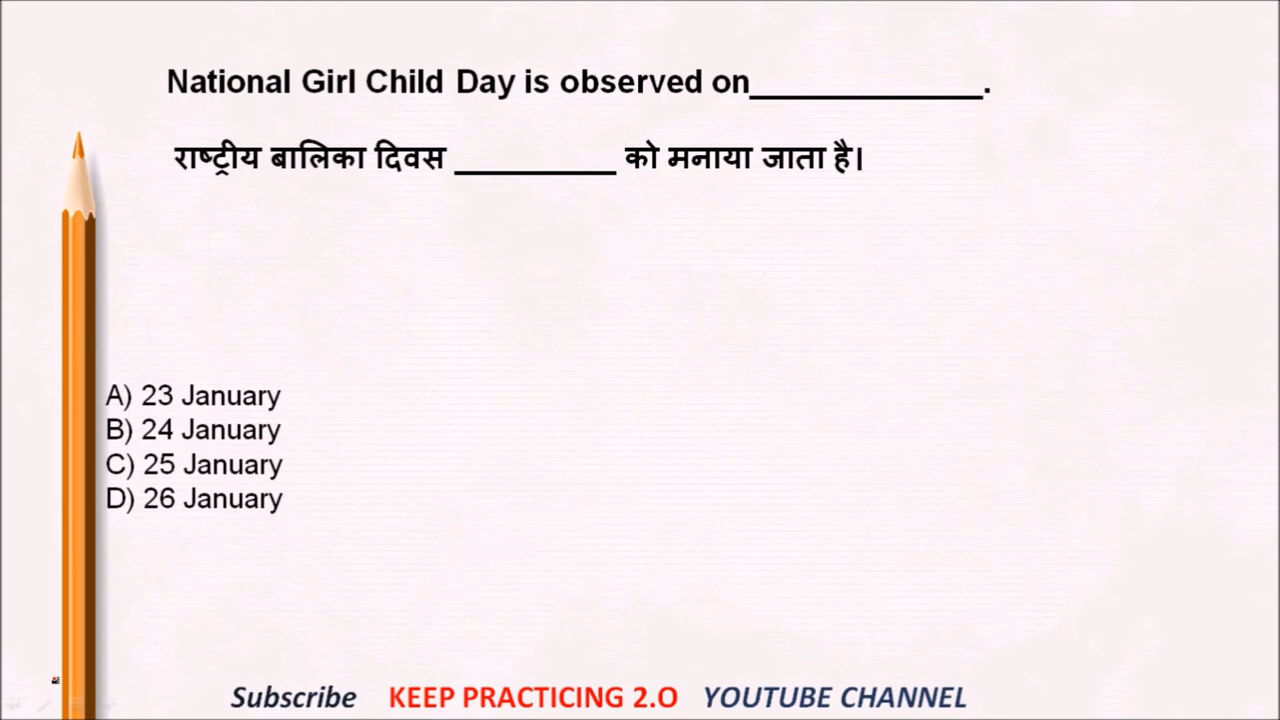 National Girl Child Day is observed on_____________.
राष्ट्रीय बालिका दिवस _________ को मनाया जाता है।
A) 23 January
B) 24 January
C) 25 January
D) 26 January
Subscribe KEEP PRACTICING 2.O YOUTUBE CHANNEL